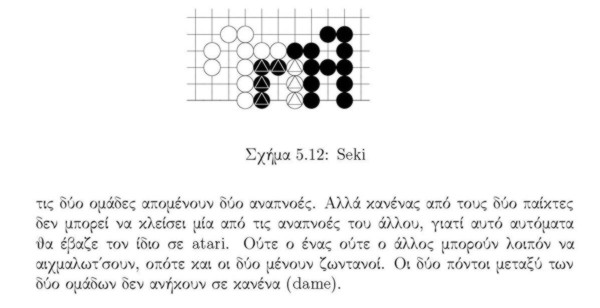 Σχήμα 5.12: Seki
τις δύο ομάδες απομένουν δύο αναπνοές. Αλλά κανένας από τους δύο παίκτες
δεν μπορεί να κλείσει μία από τις αναπνοές του άλλου, γιατί αυτό αυτόματα
θα έβαζε τον ίδιο σε atari. Ούτε ο ένας ούτε ο άλλος μπορούν λοιπόν να
αιχμαλωτ´σουν, οπότε και οι δύο μένουν ζωντανοί. Οι δύο πόντοι μεταξύ των
δύο ομάδων δεν ανήκουν σε κανένα (dame).